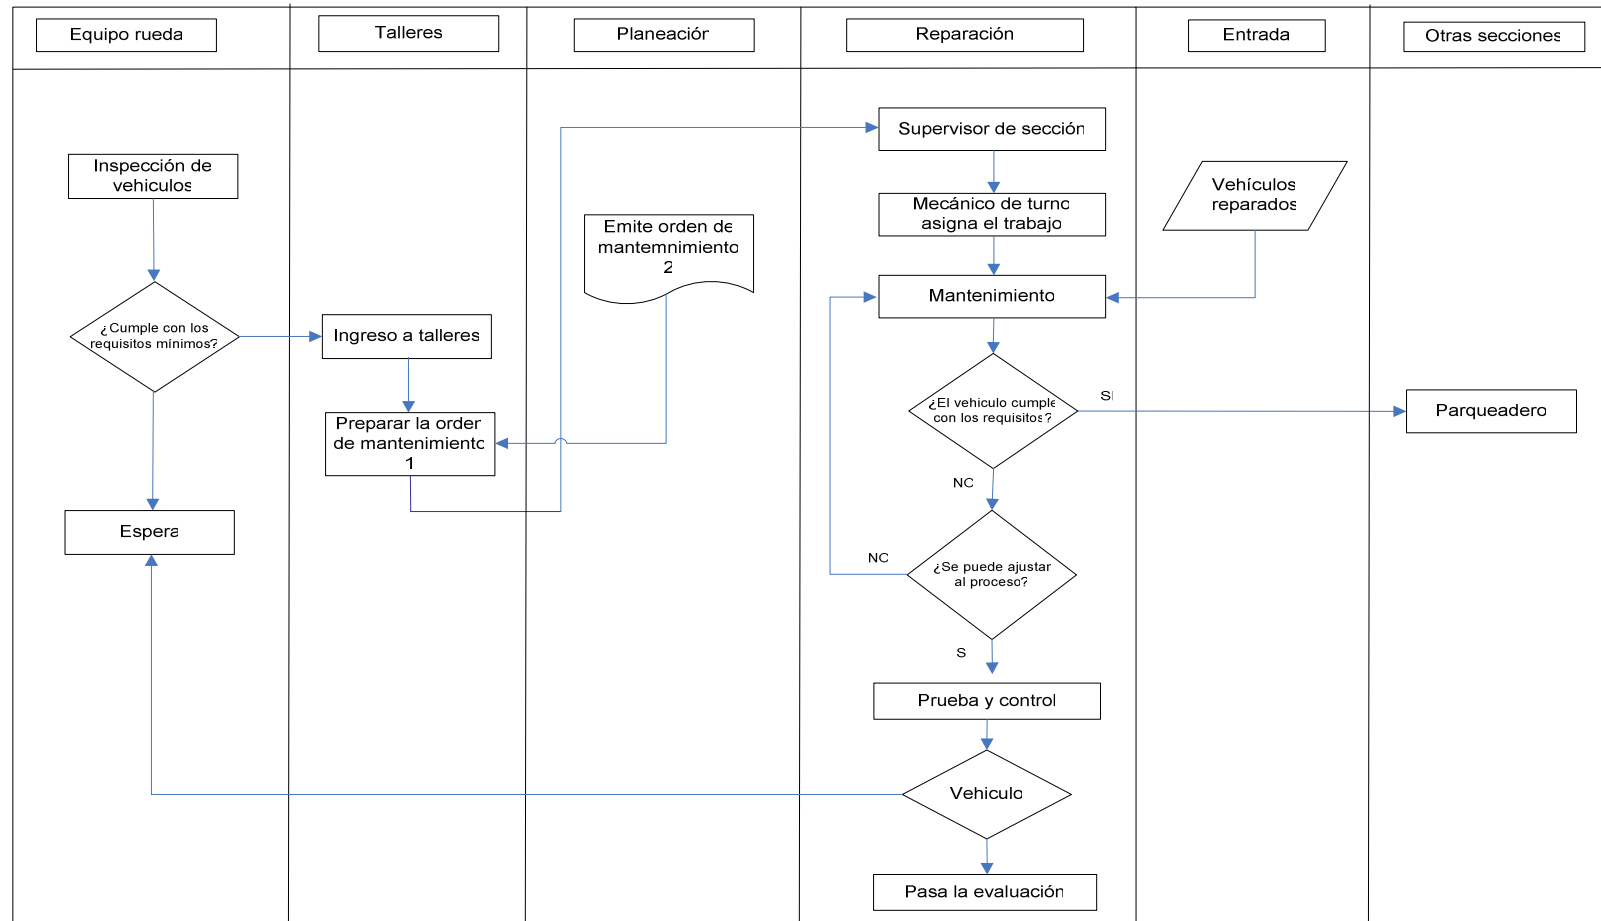 Equipo rueda
Talleres
Planeación
Reparación
Entrada
Otras secciones
Inspección de
vehiculos
¿Cumple con los
requisitos mínimos?
Espera
Ingreso a talleres
Preparar la orden
de mantenimiento
1
Emite orden de
mantemnimiento
2
Supervisor de sección
Mecánico de turno
asigna el trabajo
Mantenimiento
¿El vehiculo cumple
con los requisitos?
SI
NO
¿Se puede ajustar
al proceso?
NO
S
Prueba y control
Vehiculo
Pasa la evaluación
Vehículos
reparados
Parqueadero